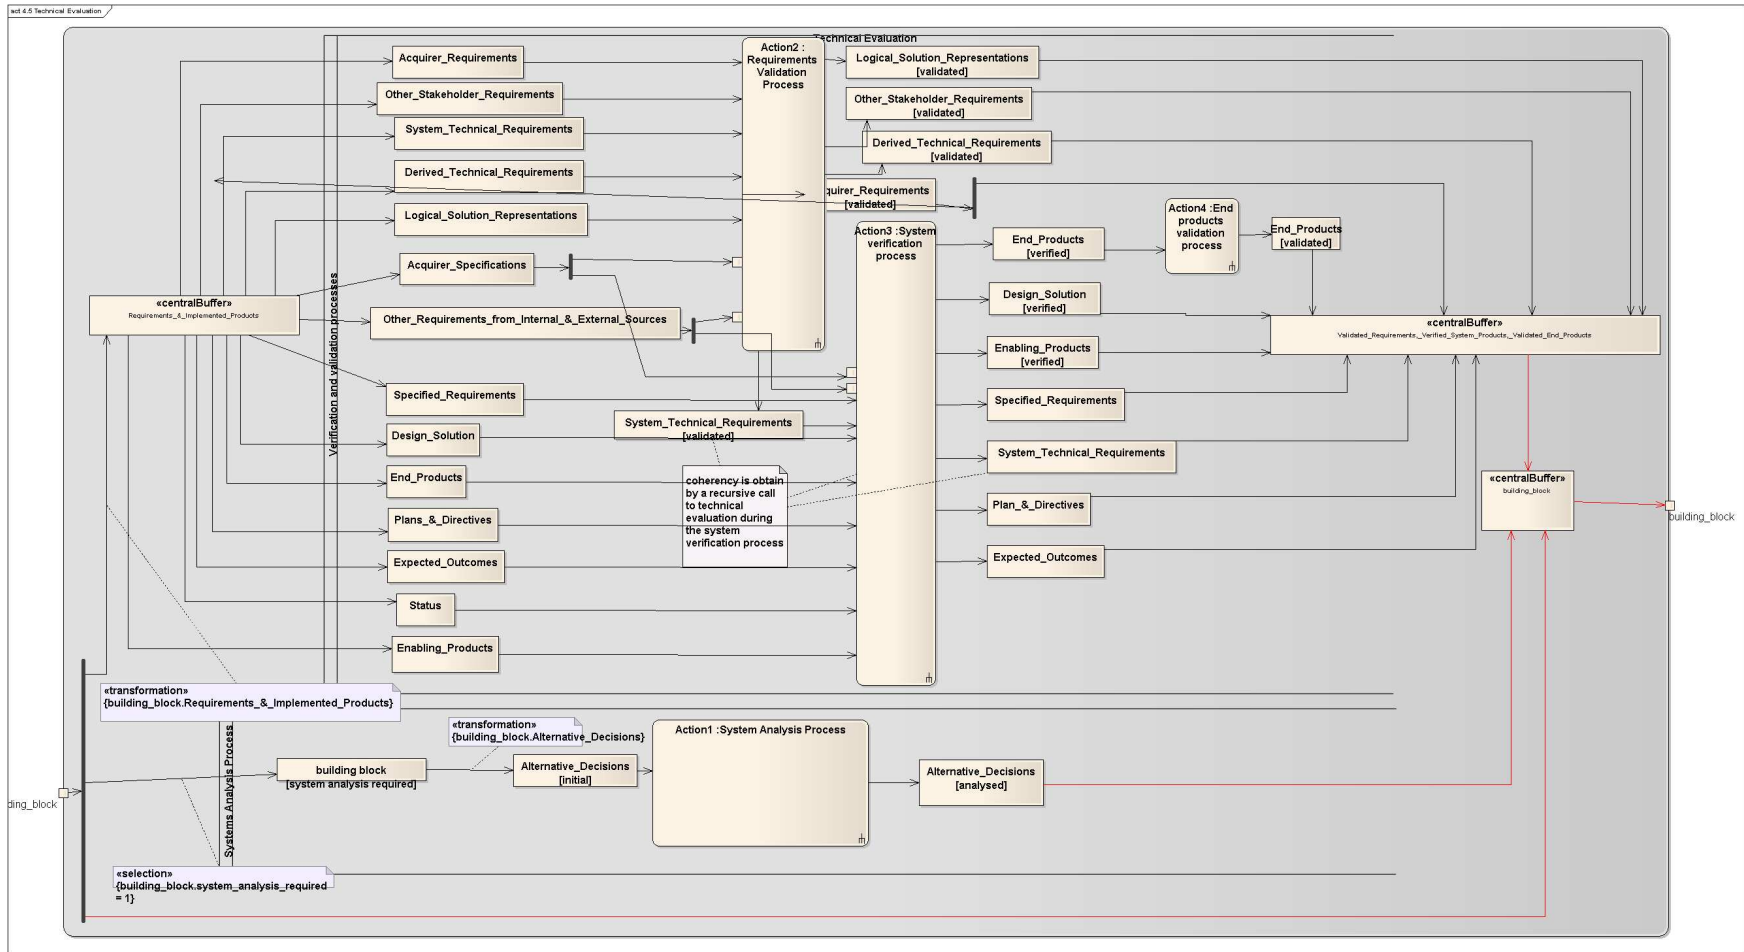 act 4.5 Technical Evaluation
Technical Evaluation
Acquirer_Requirements
Other_Stakeholder_Requirements
System_Technical_Requirements
Derived_Technical_Requirements
Logical_Solution_Representations
Acquirer_Specifications
Other_Requirements_from_Internal_&_External_Sources
Specified_Requirements
Design_Solution
End_Products
Plans_&_Directives
Expected_Outcomes
Status
Enabling_Products
«centralBuffer»
Requirements_&_Implemented_Products
Verification and validation processes
Action2 :
Requirements
Validation
Process
Logical_Solution_Representations
[validated]
Other_Stakeholder_Requirements
[validated]
Derived_Technical_Requirements
[validated]
quirer_Requirements
[validated]
Action3 :System
verification
process
System_Technical_Requirements
[validated]
coherency is obtain
by a recursive call
to technical
evaluation during
the system
verification process
End_Products
[verified]
Action4 :End
products
validation
process
End_Products
[validated]
Design_Solution
[verified]
Enabling_Products
[verified]
Specified_Requirements
System_Technical_Requirements
Plan_&_Directives
Expected_Outcomes
«centralBuffer»
Validated_Requirements,_Verified_System_Products,_Validated_End_Products
«centralBuffer»
building_block
building_block
«transformation»
{building_block.Requirements_&_Implemented_Products}
Systems Analysis Process
«transformation»
{building_block.Alternative_Decisions}
building block
[system analysis required]
Alternative_Decisions
[initial]
Action1 :System Analysis Process
Alternative_Decisions
[analysed]
ding_block
«selection»
{building_block.system_analysis_required
= 1}